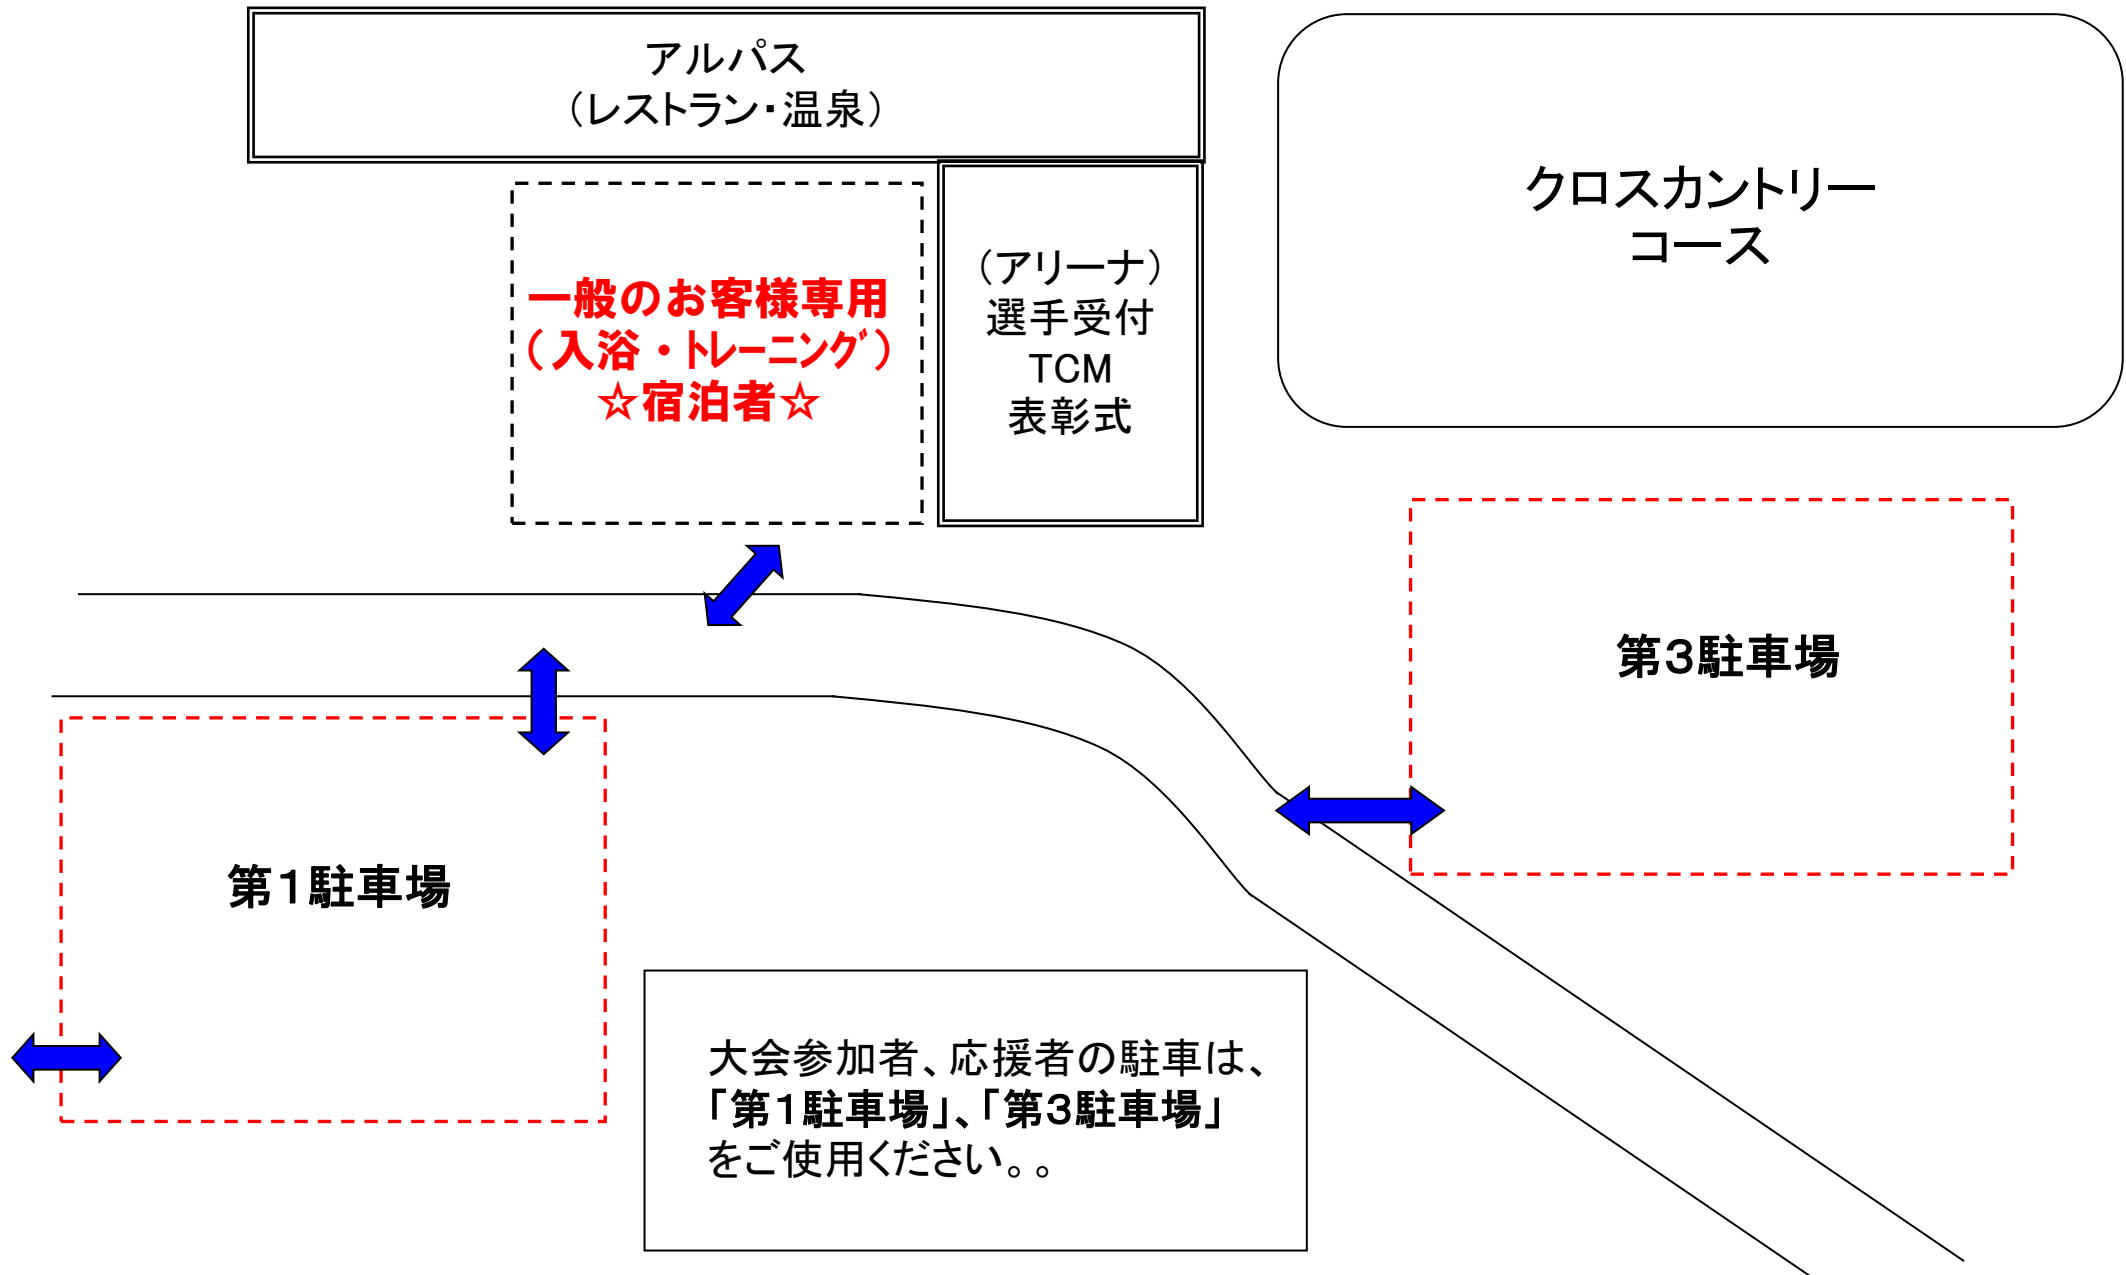 アルパス
（レストラン・温泉）
クロスカントリー
コース
一般のお客様専用
（入浴・ﾄﾚｰﾆﾝｸﾞ）
☆宿泊者☆
（アリーナ）
選手受付
TCM
表彰式
第３駐車場
第１駐車場
大会参加者、応援者の駐車は、
「第１駐車場」、「第３駐車場」
をご使用ください。。